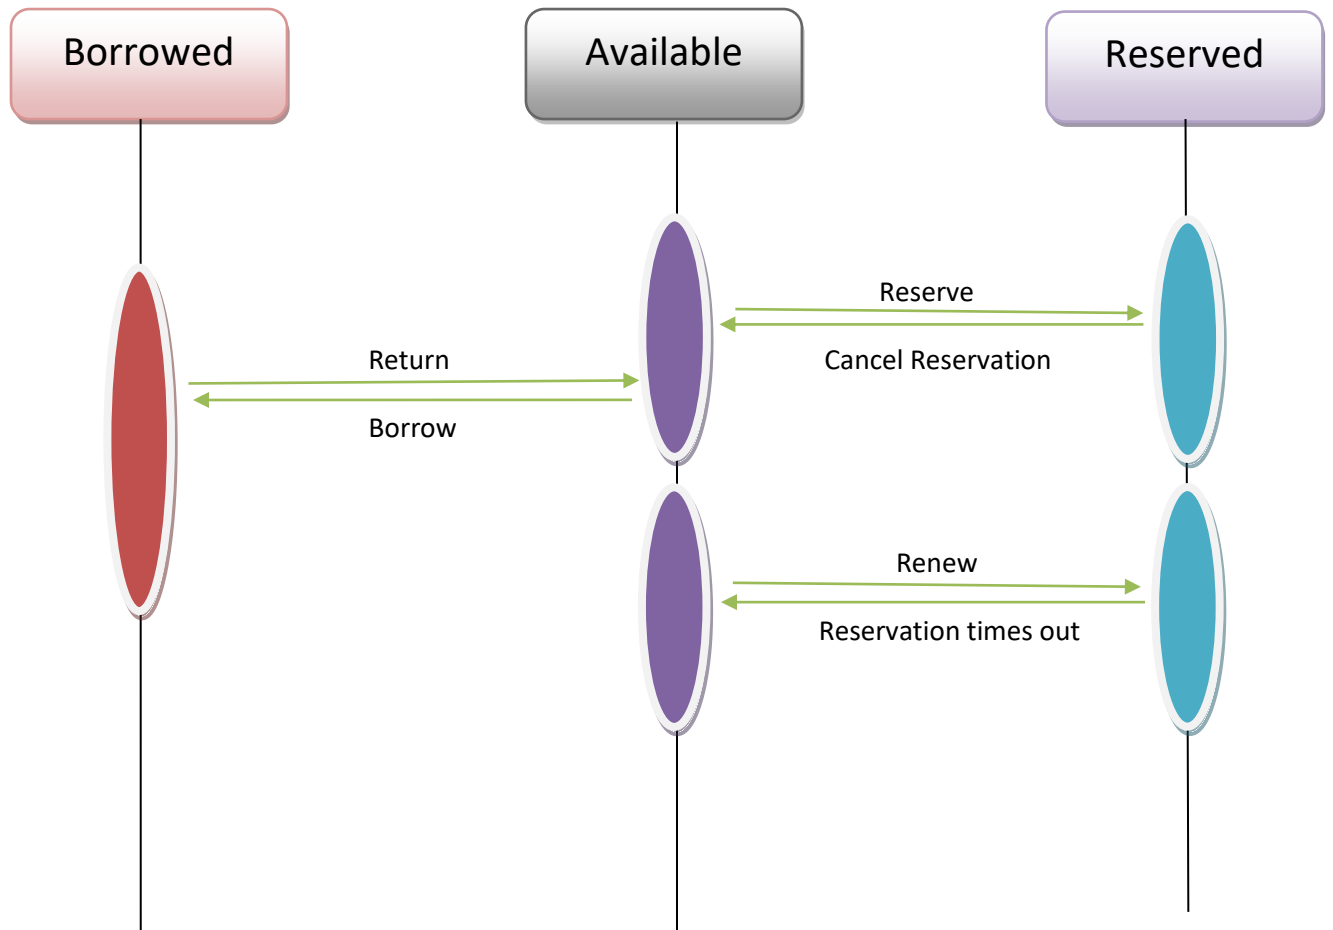 Borrowed
Available
Reserved
Reserve
Cancel Reservation
Return
Borrow
Renew
Reservation times out